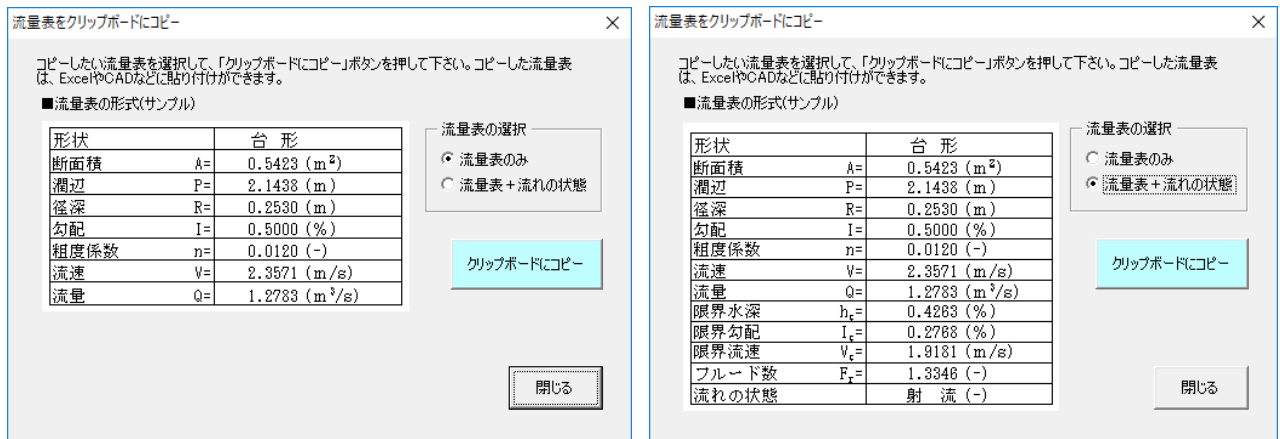 流量表をクリップボードにコピー
コピーしたい流量表を選択して、「クリップボードにコピー」ボタンを押して下さい。コピーした流量表
は、ExcelやCADなどに貼り付けができます。
■流量表の形式(サンプル)
形状 台 形
断面積 A= 0.5423 (m²)
潤辺 P= 2.1438 (m)
径深 R= 0.2530 (m)
勾配 I= 0.5000 (%)
粗度係数 n= 0.0120 (-)
流速 V= 2.3571 (m/s)
流量 Q= 1.2783 (m³/s)
流量表の選択
流量表のみ
流量表+流れの状態
クリップボードにコピー
閉じる
流量表をクリップボードにコピー
コピーしたい流量表を選択して、「クリップボードにコピー」ボタンを押して下さい。コピーした流量表
は、ExcelやCADなどに貼り付けができます。
■流量表の形式(サンプル)
形状 台 形
断面積 A= 0.5423 (m²)
潤辺 P= 2.1438 (m)
径深 R= 0.2530 (m)
勾配 I= 0.5000 (%)
粗度係数 n= 0.0120 (-)
流速 V= 2.3571 (m/s)
流量 Q= 1.2783 (m³/s)
限界水深 hc= 0.4263 (%)
限界勾配 Ic= 0.2768 (%)
限界流速 Vc= 1.9181 (m/s)
フルード数 Fr= 1.3346 (-)
流れの状態 射 流 (-)
流量表の選択
流量表のみ
流量表+流れの状態
クリップボードにコピー
閉じる